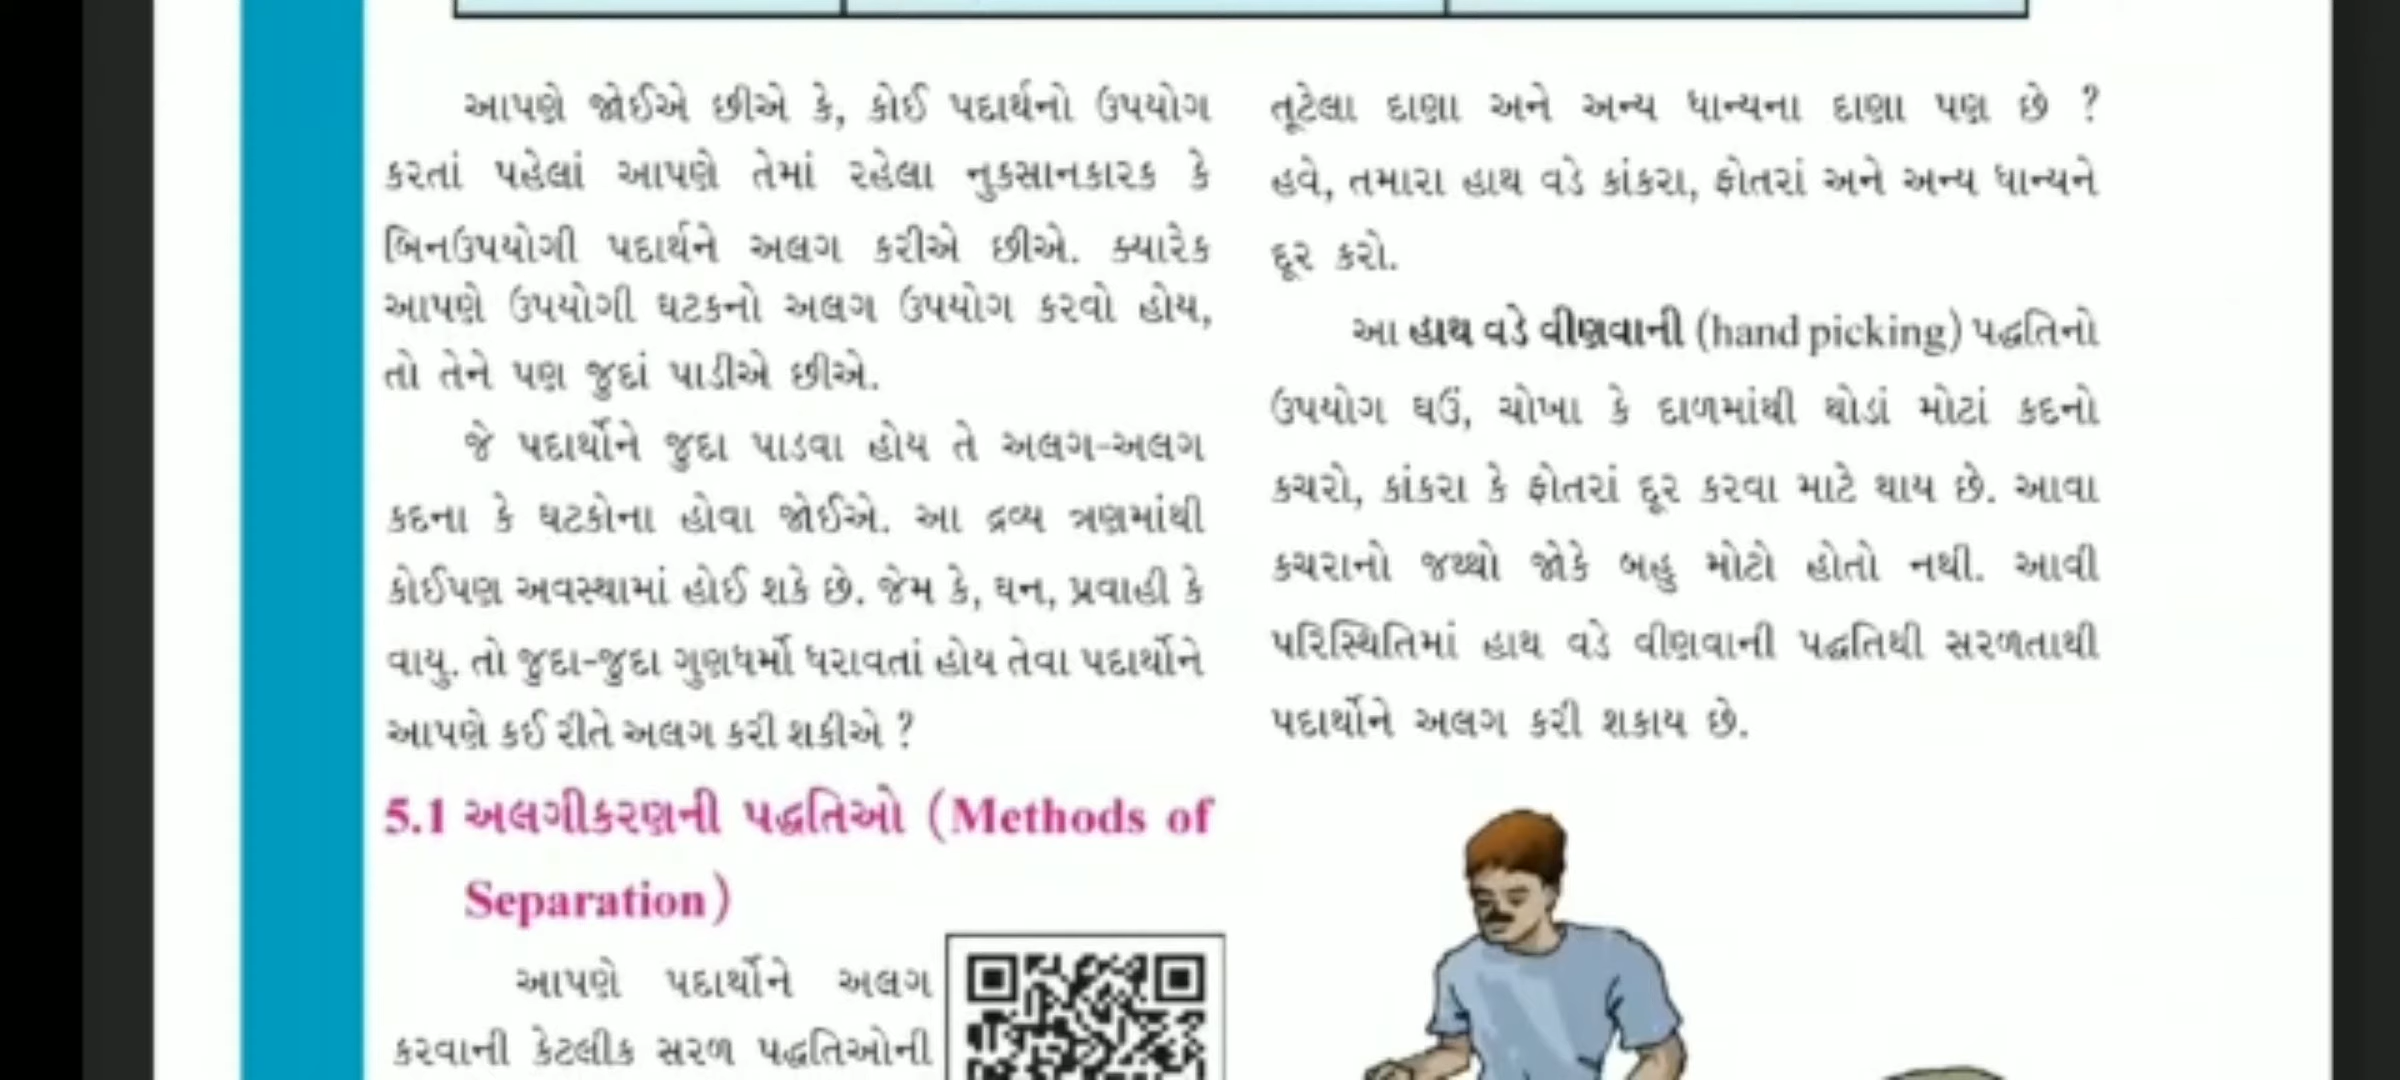 આપણે જોઈએ છીએ કે, કોઈ પદાર્થનો ઉપયોગ
કરતાં પહેલાં આપણે તેમાં રહેલા નુકસાનકારક કે
બિનઉપયોગી પદાર્થને અલગ કરીએ છીએ. ક્યારેક
આપણે ઉપયોગી ઘટકનો અલગ ઉપયોગ કરવો હોય,
તો તેને પણ જુદાં પાડીએ છીએ.
જે પદાર્થોને જુદા પાડવા હોય તે અલગ-અલગ
કદના કે ઘટકોના હોવા જોઈએ. આ દ્રવ્ય ત્રણમાંથી
કોઈપણ અવસ્થામાં હોઈ શકે છે. જેમ કે, ઘન, પ્રવાહી કે
વાયુ. તો જુદા-જુદા ગુણધર્મો ધરાવતાં હોય તેવા પદાર્થોને
આપણે કઈ રીતે અલગ કરી શકીએ ?
5.1 અલગીકરણની પદ્ધતિઓ (Methods of
Separation)
આપણે પદાર્થોને અલગ
કરવાની કેટલીક સરળ પદ્ધતિઓની
તૂટેલા દાણા અને અન્ય ધાન્યના દાણા પણ છે ?
હવે, તમારા હાથ વડે કાંકરા, ફોતરાં અને અન્ય ધાન્યને
દૂર કરો.
આ હાથ વડે વીણવાની (hand picking) પદ્ધતિનો
ઉપયોગ ઘઉં, ચોખા કે દાળમાંથી થોડાં મોટાં કદનો
કચરો, કાંકરા કે ફોતરાં દૂર કરવા માટે થાય છે. આવા
કચરાનો જથ્થો જોકે બહુ મોટો હોતો નથી. આવી
પરિસ્થિતિમાં હાથ વડે વીણવાની પદ્ધતિથી સરળતાથી
પદાર્થોને અલગ કરી શકાય છે.